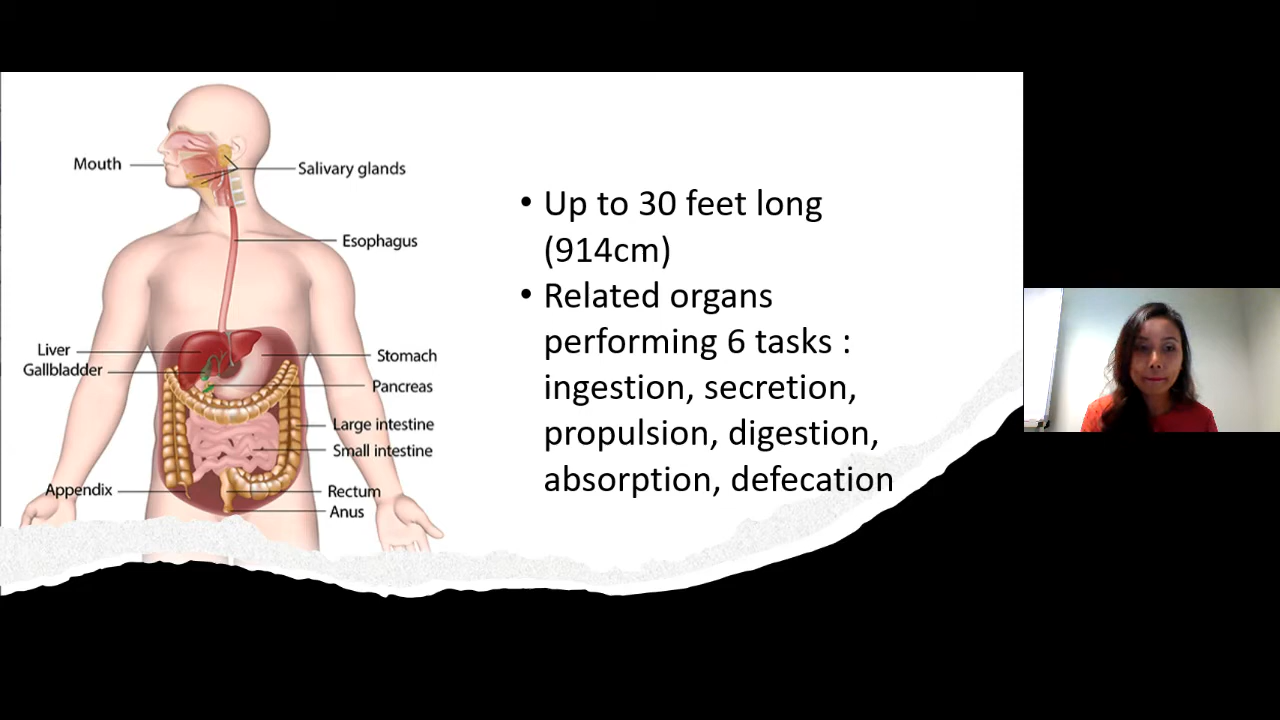 Mouth
Salivary glands
Esophagus
Liver
Gallbladder
Stomach
Pancreas
Large intestine
Small intestine
Appendix
Rectum
Anus
• Up to 30 feet long
(914cm)
• Related organs
performing 6 tasks :
ingestion, secretion,
propulsion, digestion,
absorption, defecation